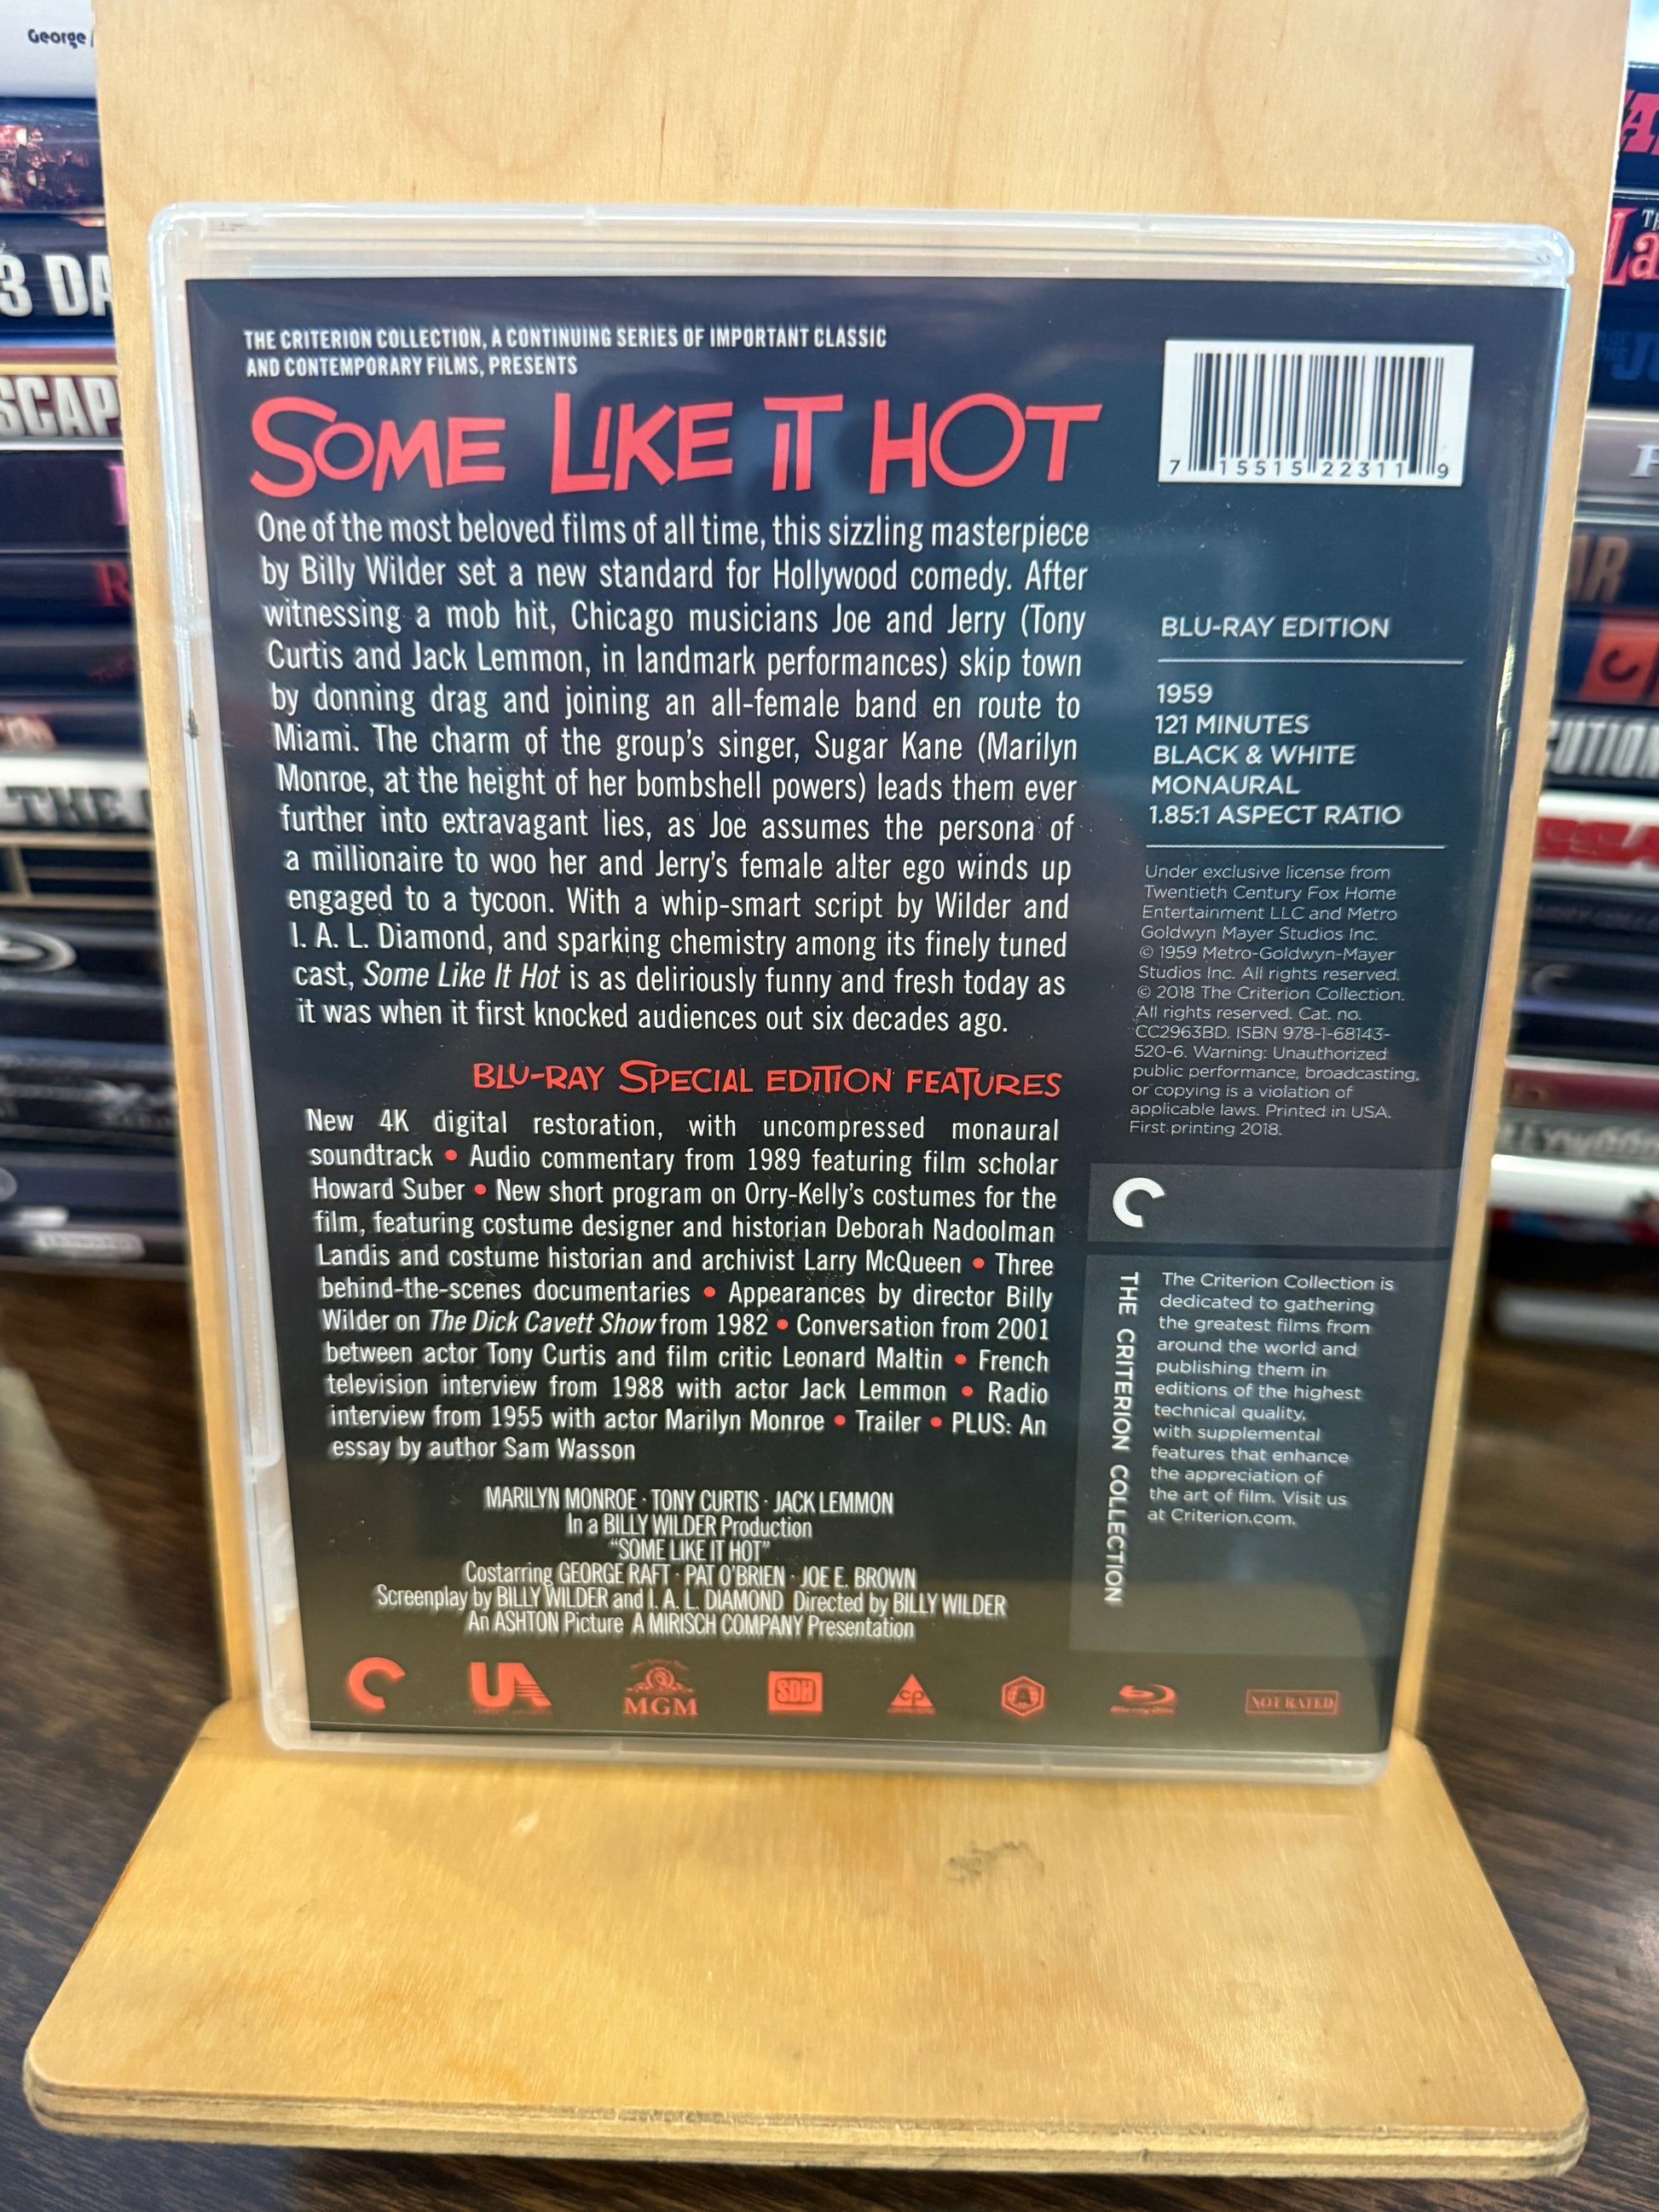 George
3 DA
SCAP
THE
THE CRITERION COLLECTION, A CONTINUING SERIES OF IMPORTANT CLASSIC
AND CONTEMPORARY FILMS, PRESENTS
SOME LIKE IT HOT
One of the most beloved films of all time, this sizzling masterpiece
by Billy Wilder set a new standard for Hollywood comedy. After
witnessing a mob hit, Chicago musicians Joe and Jerry (Tony
Curtis and Jack Lemmon, in landmark performances) skip town
by donning drag and joining an all-female band en route to
Miami. The charm of the group's singer, Sugar Kane (Marilyn
Monroe, at the height of her bombshell powers) leads them ever
further into extravagant lies, as Joe assumes the persona of
a millionaire to woo her and Jerry's female alter ego winds up
engaged to a tycoon. With a whip-smart script by Wilder and
I. A. L. Diamond, and sparking chemistry among its finely tuned
cast, Some Like It Hot is as deliriously funny and fresh today as
it was when it first knocked audiences out six decades ago.
BLU-RAY SPECIAL EDITION FEATURES
New 4K digital restoration, with uncompressed monaural
soundtrack • Audio commentary from 1989 featuring film scholar
Howard Suber • New short program on Orry-Kelly's costumes for the
film, featuring costume designer and historian Deborah Nadoolman
Landis and costume historian and archivist Larry McQueen • Three
behind-the-scenes documentaries • Appearances by director Billy
Wilder on The Dick Cavett Show from 1982 • Conversation from 2001
between actor Tony Curtis and film critic Leonard Maltin • French
television interview from 1988 with actor Jack Lemmon • Radio
interview from 1955 with actor Marilyn Monroe • Trailer • PLUS: An
essay by author Sam Wasson
MARILYN MONROE · TONY CURTIS · JACK LEMMON
In a BILLY WILDER Production
"SOME LIKE IT HOT"
Costarring GEORGE RAFT · PAT O'BRIEN · JOE E. BROWN
Screenplay by BILLY WILDER and I. A. L. DIAMOND Directed by BILLY WILDER
An ASHTON Picture A MIRISCH COMPANY Presentation
UA
MGM
SDH
CP
A
Blu-ray Disc
NOT RATED
7 15515 22311 9
BLU-RAY EDITION
1959
121 MINUTES
BLACK & WHITE
MONAURAL
1.85:1 ASPECT RATIO
Under exclusive license from
Twentieth Century Fox Home
Entertainment LLC and Metro
Goldwyn Mayer Studios Inc.
© 1959 Metro-Goldwyn-Mayer
Studios Inc. All rights reserved.
© 2018 The Criterion Collection.
All rights reserved. Cat. no.
CC2963BD. ISBN 978-1-68143-
520-6. Warning: Unauthorized
public performance, broadcasting,
or copying is a violation of
applicable laws. Printed in USA.
First printing 2018.
THE CRITERION COLLECTION
The Criterion Collection is
dedicated to gathering
the greatest films from
around the world and
publishing them in
editions of the highest
technical quality,
with supplemental
features that enhance
the appreciation of
the art of film. Visit us
at Criterion.com.